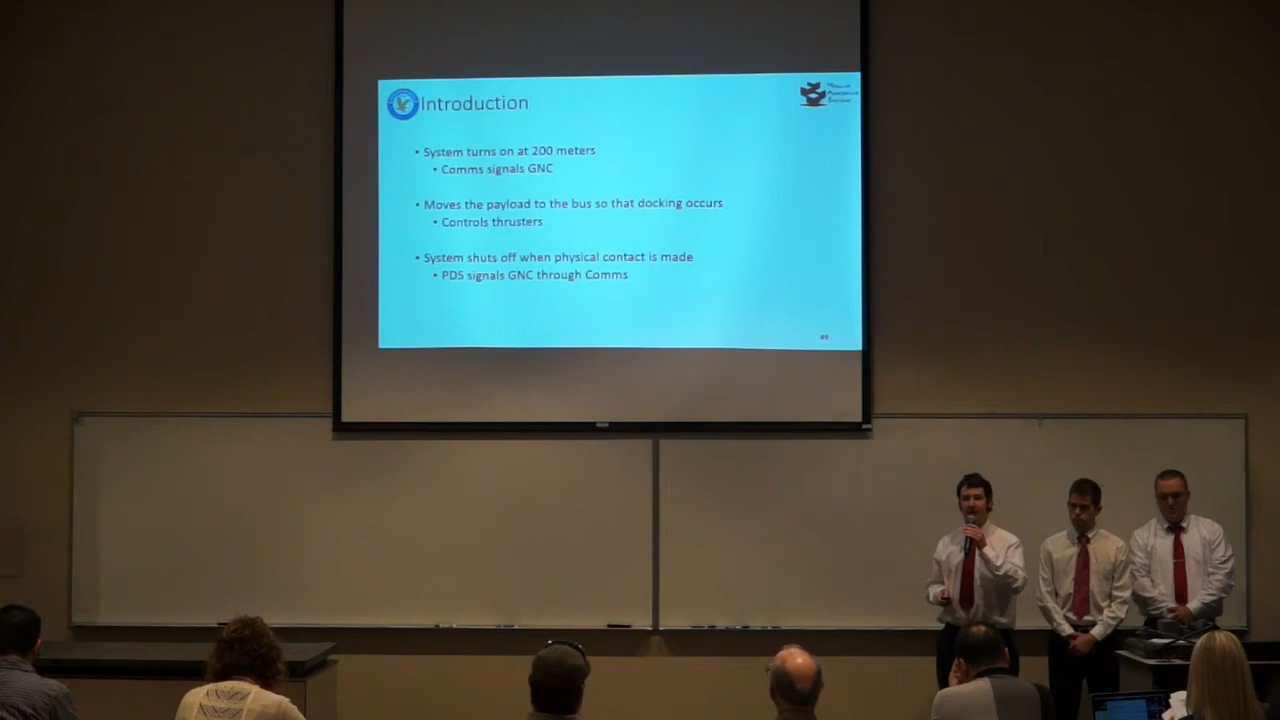 Introduction
• System turns on at 200 meters
• Comms signals GNC
• Moves the payload to the bus so that docking occurs
• Controls thrusters
• System shuts off when physical contact is made
• PDS signals GNC through Comms